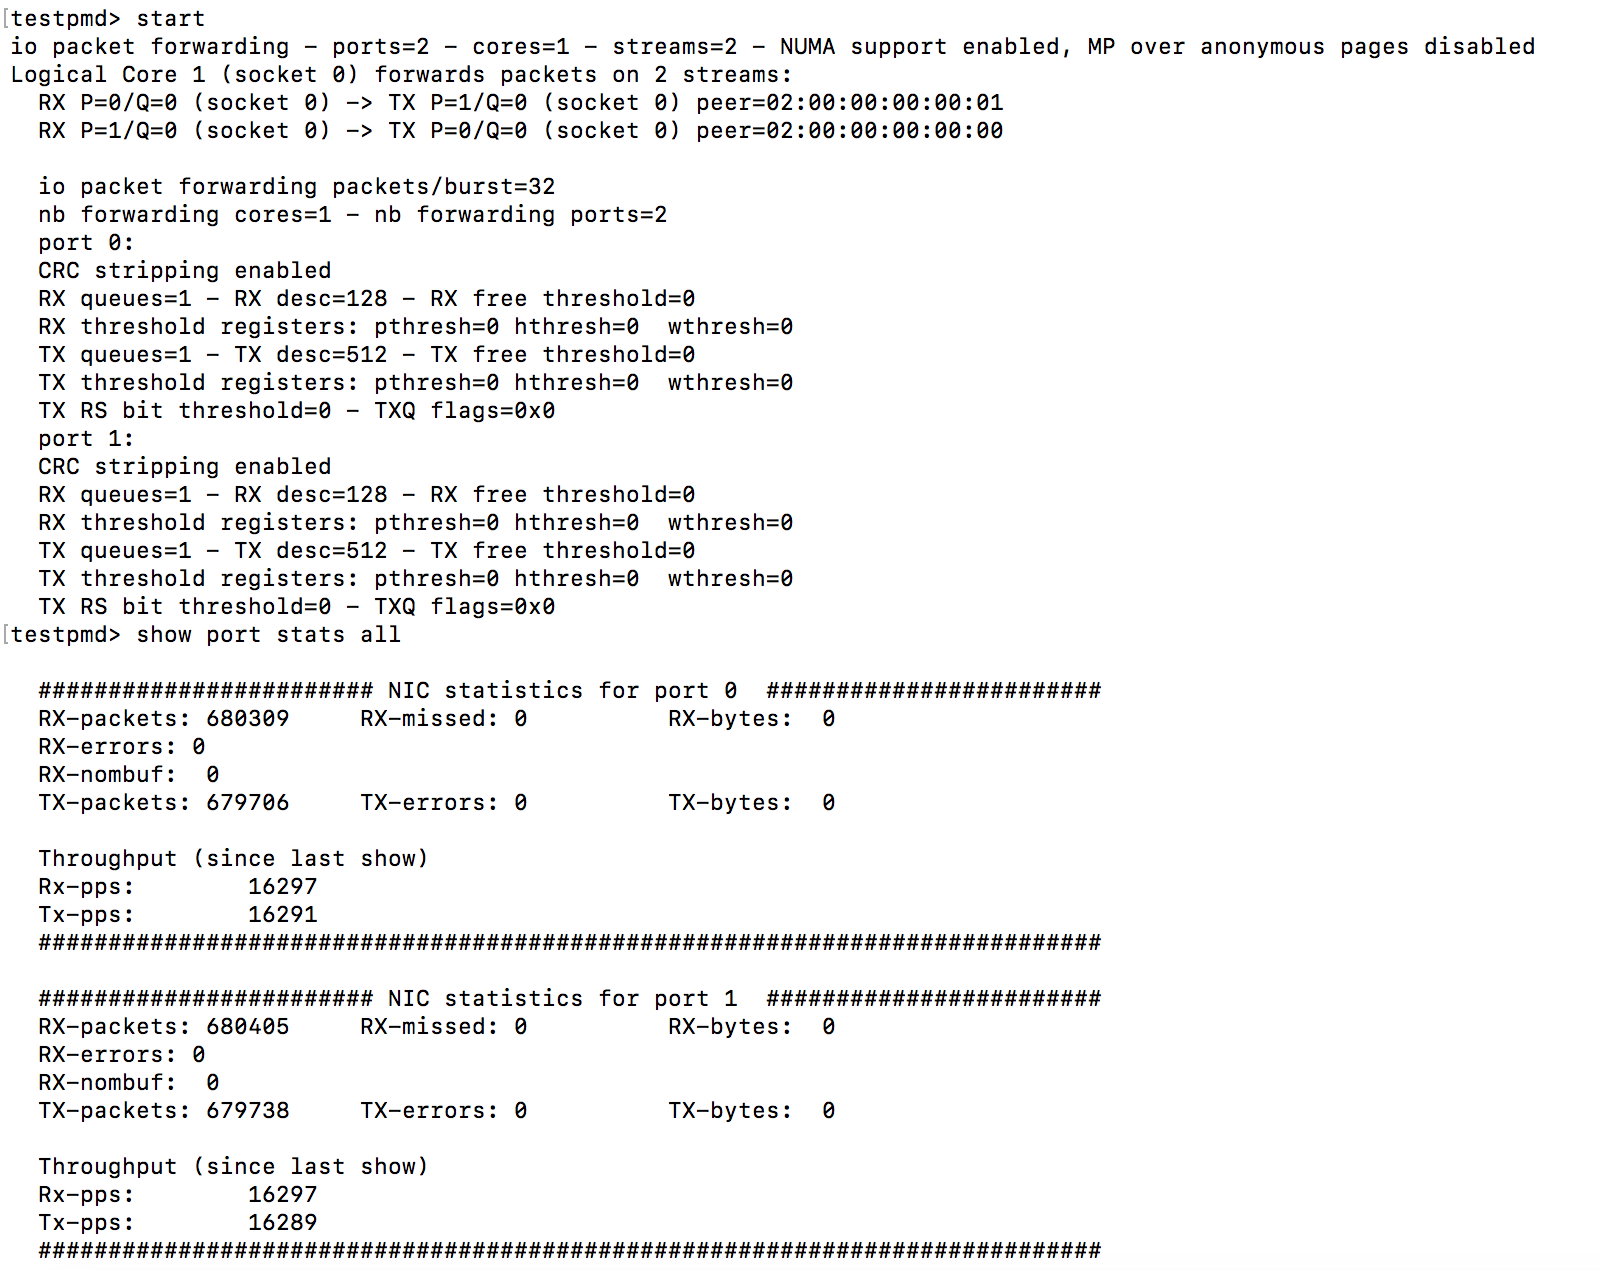 [testpmd> start
io packet forwarding - ports=2 - cores=1 - streams=2 - NUMA support enabled, MP over anonymous pages disabled
Logical Core 1 (socket 0) forwards packets on 2 streams:
  RX P=0/Q=0 (socket 0) -> TX P=1/Q=0 (socket 0) peer=02:00:00:00:00:01
  RX P=1/Q=0 (socket 0) -> TX P=0/Q=0 (socket 0) peer=02:00:00:00:00:00
  io packet forwarding packets/burst=32
  nb forwarding cores=1 - nb forwarding ports=2
  port 0:
  CRC stripping enabled
  RX queues=1 - RX desc=128 - RX free threshold=0
  RX threshold registers: pthresh=0 hthresh=0  wthresh=0
  TX queues=1 - TX desc=512 - TX free threshold=0
  TX threshold registers: pthresh=0 hthresh=0  wthresh=0
  TX RS bit threshold=0 - TXQ flags=0x0
  port 1:
  CRC stripping enabled
  RX queues=1 - RX desc=128 - RX free threshold=0
  RX threshold registers: pthresh=0 hthresh=0  wthresh=0
  TX queues=1 - TX desc=512 - TX free threshold=0
  TX threshold registers: pthresh=0 hthresh=0  wthresh=0
  TX RS bit threshold=0 - TXQ flags=0x0
[testpmd> show port stats all
  ######################## NIC statistics for port 0  ########################
  RX-packets: 680309     RX-missed: 0          RX-bytes:  0
  RX-errors: 0
  RX-nombuf:  0
  TX-packets: 679706     TX-errors: 0          TX-bytes:  0
  Throughput (since last show)
  Rx-pps:        16297
  Tx-pps:        16291
  ############################################################################
  ######################## NIC statistics for port 1  ########################
  RX-packets: 680405     RX-missed: 0          RX-bytes:  0
  RX-errors: 0
  RX-nombuf:  0
  TX-packets: 679738     TX-errors: 0          TX-bytes:  0
  Throughput (since last show)
  Rx-pps:        16297
  Tx-pps:        16289
  ############################################################################